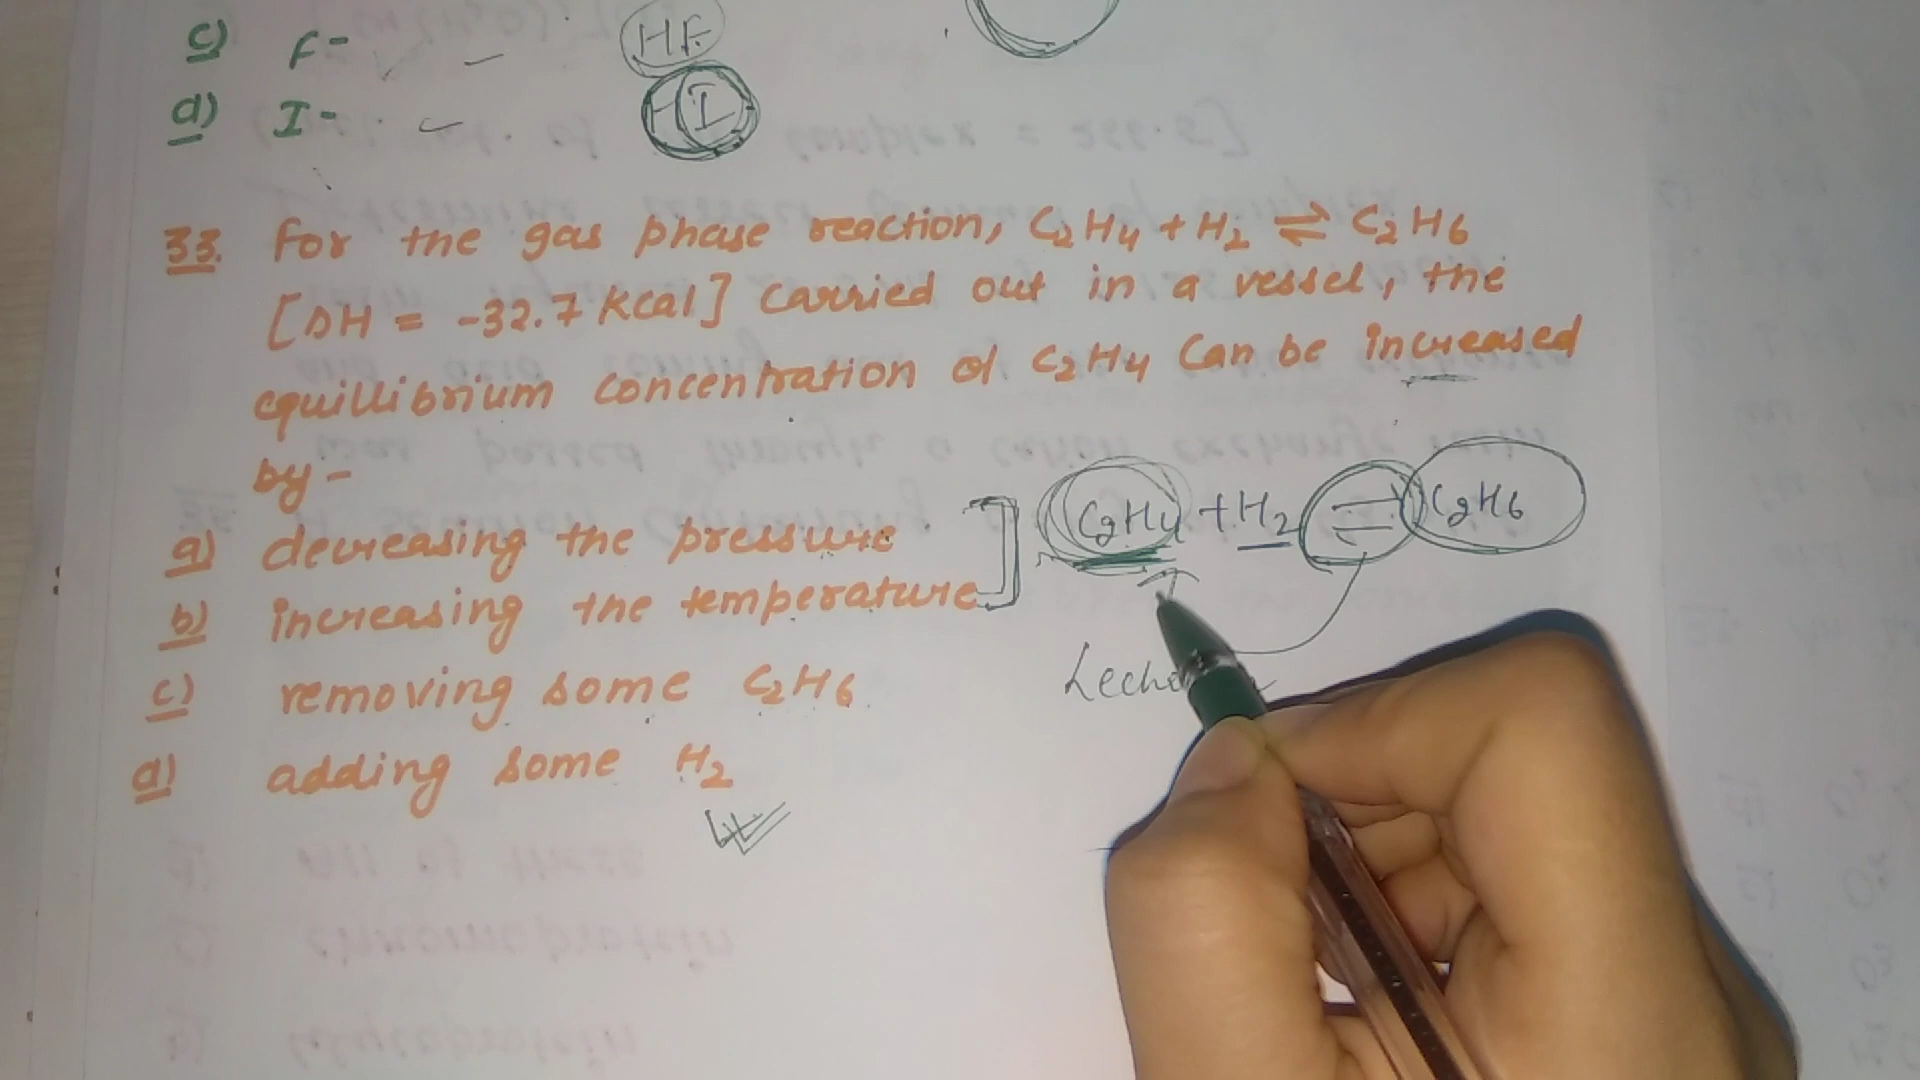 c) F-
HF
d) I-
I
33. For the gas phase reaction, C2H4 + H2 ⇌ C2H6
[ΔH = -32.7 Kcal] carried out in a vessel, the
equillibrium concentration of C2H4 can be increased
by-
a) decreasing the pressure
C2H4 + H2 ⇌ C2H6
b) increasing the temperature
c) removing some C2H6
d) adding some H2